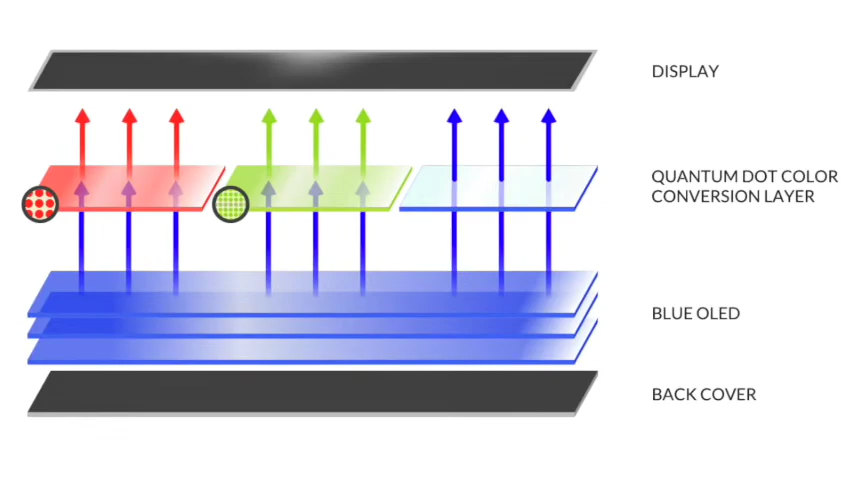 DISPLAY
QUANTUM DOT COLOR
CONVERSION LAYER
BLUE OLED
BACK COVER